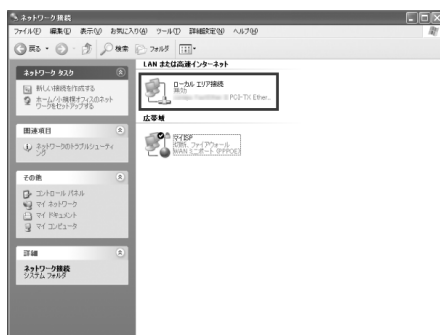 ネットワーク接続
ファイル(F) 編集(E) 表示(V) お気に入り(A) ツール(T) 詳細設定(N) ヘルプ(H)
戻る 検索 フォルダ
ネットワーク タスク
新しい接続を作成する
ホーム/小規模オフィスのネット
ワークをセットアップする
関連項目
ネットワークのトラブルシューティ
ング
その他
コントロール パネル
マイ ネットワーク
マイ ドキュメント
マイ コンピュータ
詳細
ネットワーク接続
システム フォルダ
LAN または高速インターネット
ローカル エリア接続
無効
PCI-TX Ether...
広帯域
マイISP
切断, ファイアウォール
WAN ミニポート (PPPOE)